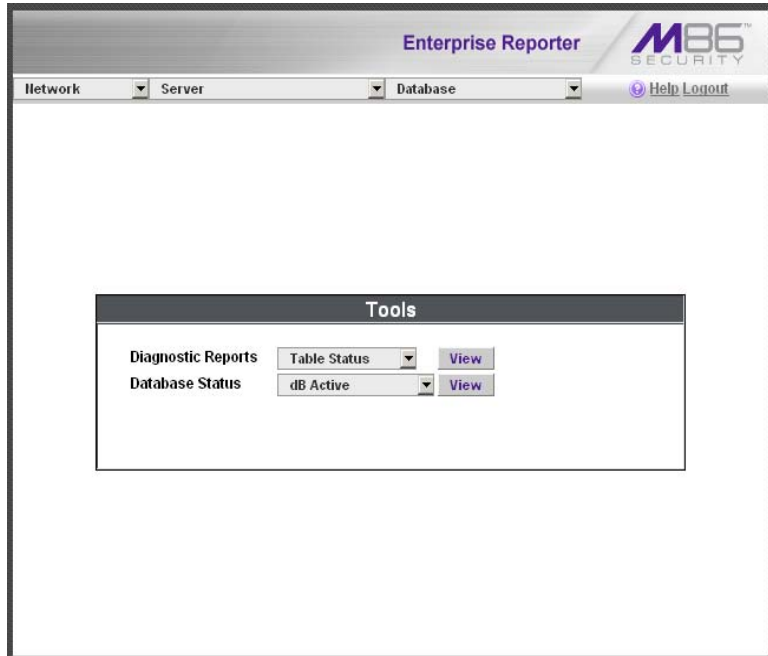 Enterprise Reporter
M86
SECURITY
™
Network Server Database Help Logout
Tools
Diagnostic Reports Table Status View
Database Status dB Active View